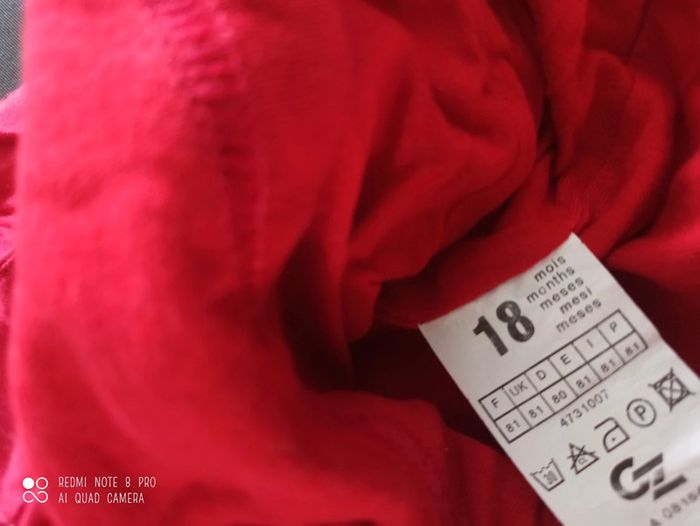 18
mois
months
meses
mesi
meses
F UK D E I P
81 81 80 81 81 81
4731007
30 P
REDMI NOTE 8 PRO
AI QUAD CAMERA